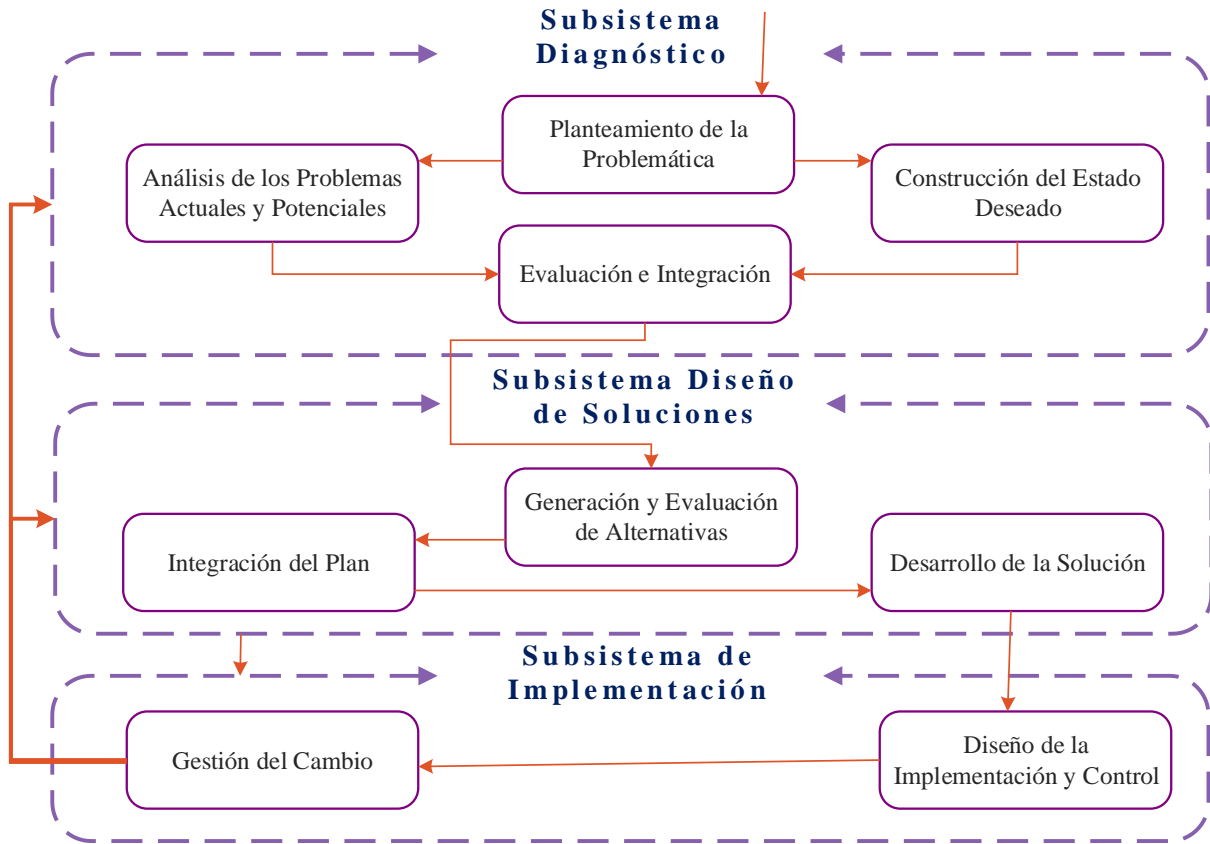 Subsistema
Diagnóstico
Planteamiento de la
Problemática
Análisis de los Problemas
Actuales y Potenciales
Construcción del Estado
Deseado
Evaluación e Integración
Subsistema Diseño
de Soluciones
Generación y Evaluación
de Alternativas
Integración del Plan
Desarrollo de la Solución
Subsistema de
Implementación
Gestión del Cambio
Diseño de la
Implementación y Control